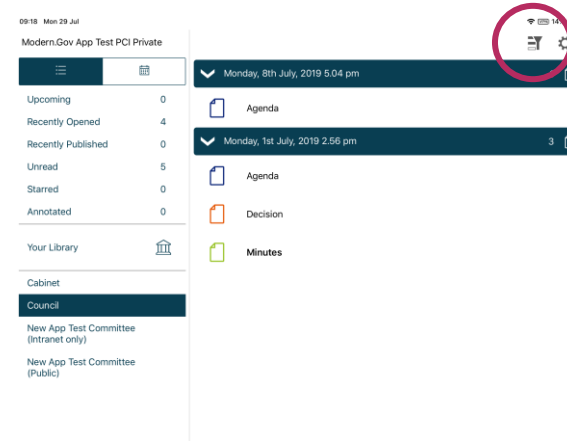 09:18 Mon 29 Jul
Modern.Gov App Test PCI Private
Upcoming 0
Recently Opened 4
Recently Published 0
Unread 5
Starred 0
Annotated 0
Your Library
Cabinet
Council
New App Test Committee
(Intranet only)
New App Test Committee
(Public)
Monday, 8th July, 2019 5.04 pm
Agenda
Monday, 1st July, 2019 2.56 pm 3
Agenda
Decision
Minutes